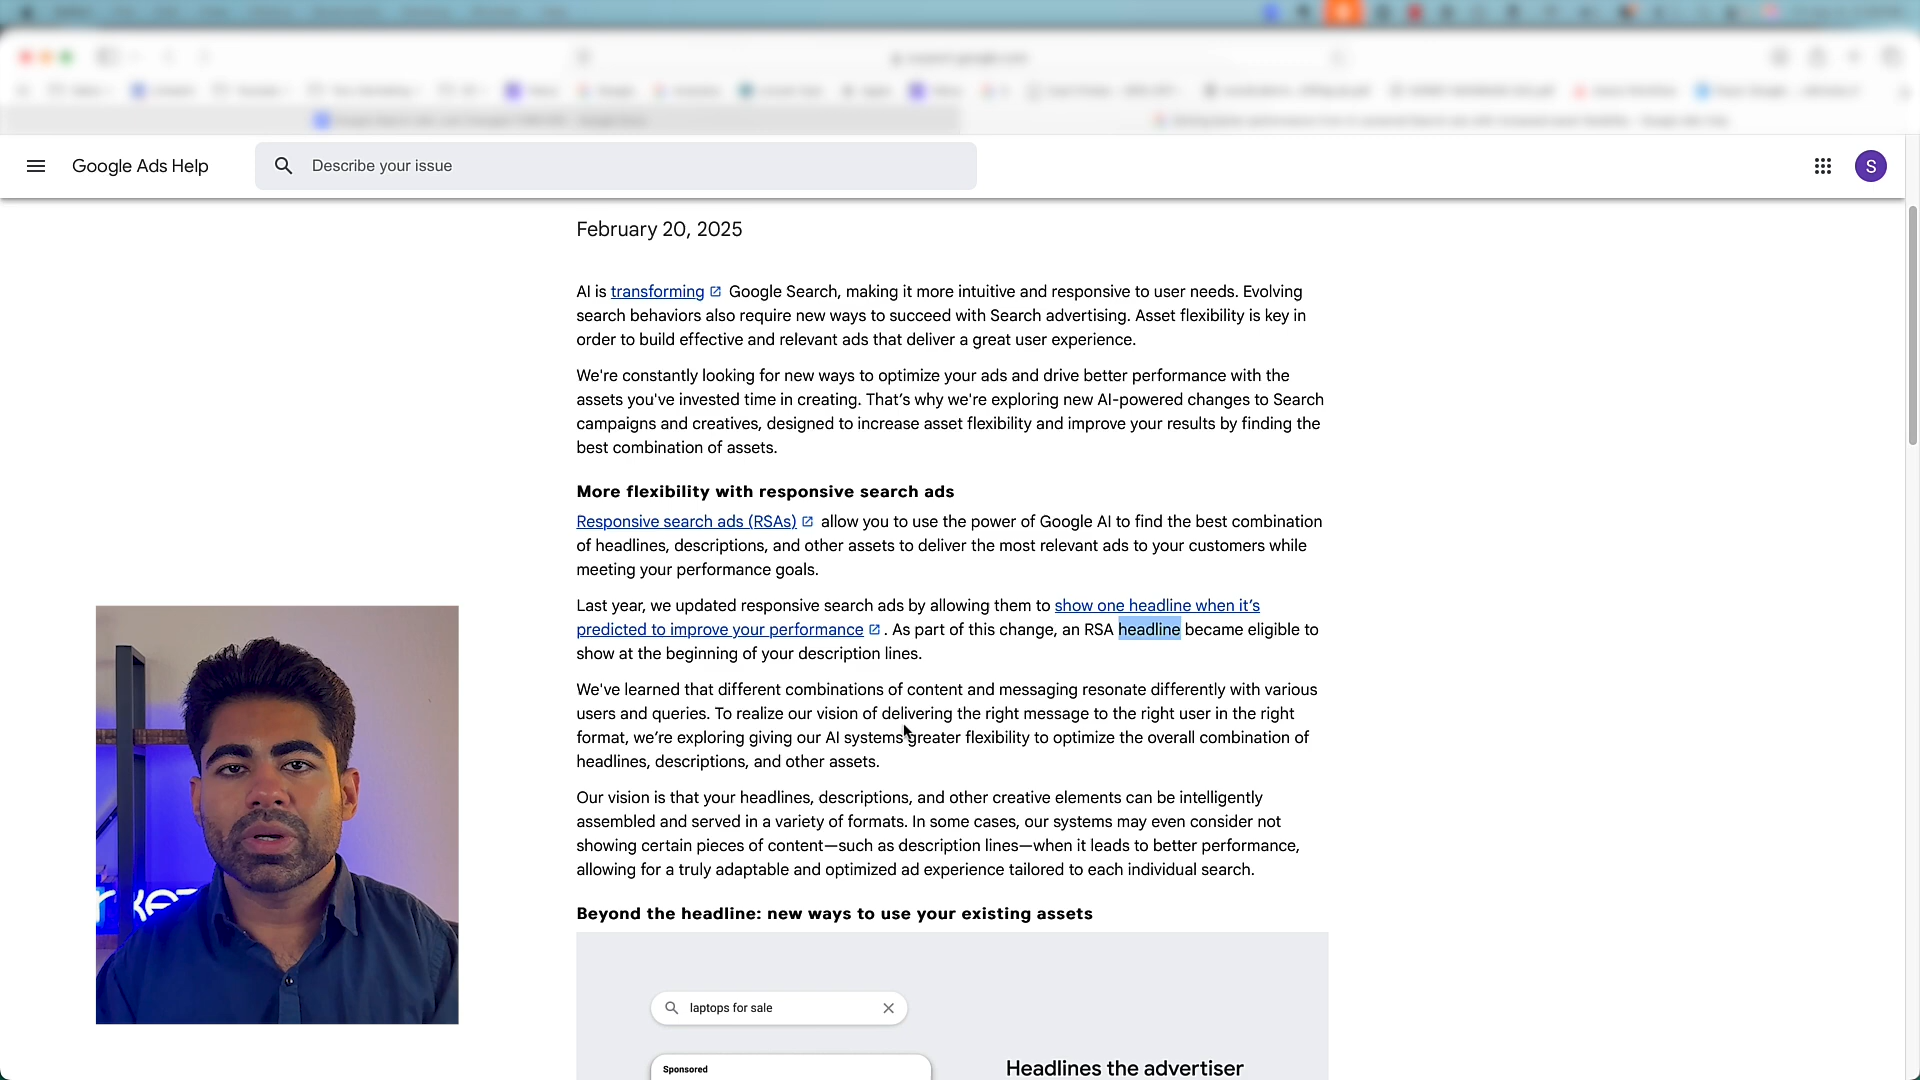 Google Ads Help
Describe your issue
S
February 20, 2025
AI is transforming Google Search, making it more intuitive and responsive to user needs. Evolving
search behaviors also require new ways to succeed with Search advertising. Asset flexibility is key in
order to build effective and relevant ads that deliver a great user experience.
We're constantly looking for new ways to optimize your ads and drive better performance with the
assets you've invested time in creating. That's why we're exploring new AI-powered changes to Search
campaigns and creatives, designed to increase asset flexibility and improve your results by finding the
best combination of assets.
More flexibility with responsive search ads
Responsive search ads (RSAs) allow you to use the power of Google AI to find the best combination
of headlines, descriptions, and other assets to deliver the most relevant ads to your customers while
meeting your performance goals.
Last year, we updated responsive search ads by allowing them to show one headline when it's
predicted to improve your performance . As part of this change, an RSA headline became eligible to
show at the beginning of your description lines.
We've learned that different combinations of content and messaging resonate differently with various
users and queries. To realize our vision of delivering the right message to the right user in the right
format, we're exploring giving our AI systems greater flexibility to optimize the overall combination of
headlines, descriptions, and other assets.
Our vision is that your headlines, descriptions, and other creative elements can be intelligently
assembled and served in a variety of formats. In some cases, our systems may even consider not
showing certain pieces of content—such as description lines—when it leads to better performance,
allowing for a truly adaptable and optimized ad experience tailored to each individual search.
Beyond the headline: new ways to use your existing assets
laptops for sale
Sponsored
Headlines the advertiser